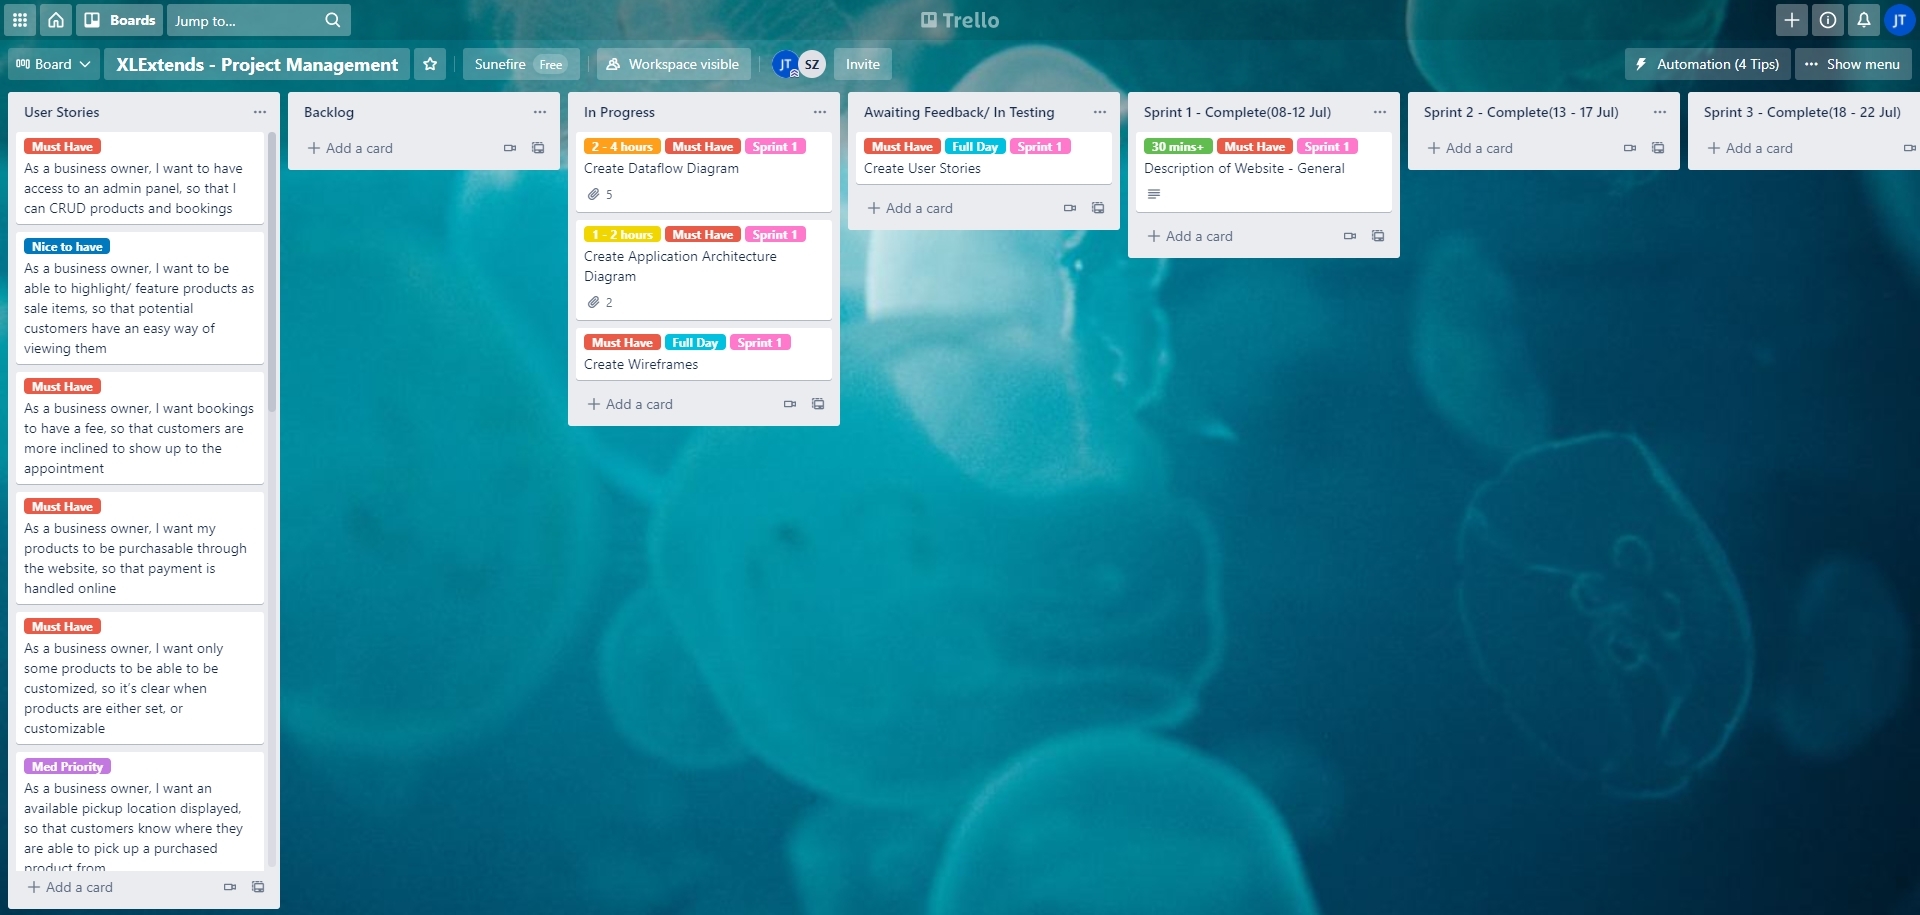 Boards
Jump to...
Trello
JT
Board
XLExtends - Project Management
Sunefire Free
Workspace visible
JT SZ
Invite
Automation (4 Tips)
Show menu
User Stories
Must Have
As a business owner, I want to have
access to an admin panel, so that I
can CRUD products and bookings
Nice to have
As a business owner, I want to be
able to highlight/ feature products as
sale items, so that potential
customers have an easy way of
viewing them
Must Have
As a business owner, I want bookings
to have a fee, so that customers are
more inclined to show up to the
appointment
Must Have
As a business owner, I want my
products to be purchasable through
the website, so that payment is
handled online
Must Have
As a business owner, I want only
some products to be able to be
customized, so it's clear when
products are either set, or
customizable
Med Priority
As a business owner, I want an
available pickup location displayed,
so that customers know where they
are able to pick up a purchased
product from
Add a card
Backlog
Add a card
In Progress
2 - 4 hours Must Have Sprint 1
Create Dataflow Diagram
5
1 - 2 hours Must Have Sprint 1
Create Application Architecture
Diagram
2
Must Have Full Day Sprint 1
Create Wireframes
Add a card
Awaiting Feedback/ In Testing
Must Have Full Day Sprint 1
Create User Stories
Add a card
Sprint 1 - Complete(08-12 Jul)
30 mins+ Must Have Sprint 1
Description of Website - General
Add a card
Sprint 2 - Complete(13 - 17 Jul)
Add a card
Sprint 3 - Complete(18 - 22 Jul)
Add a card